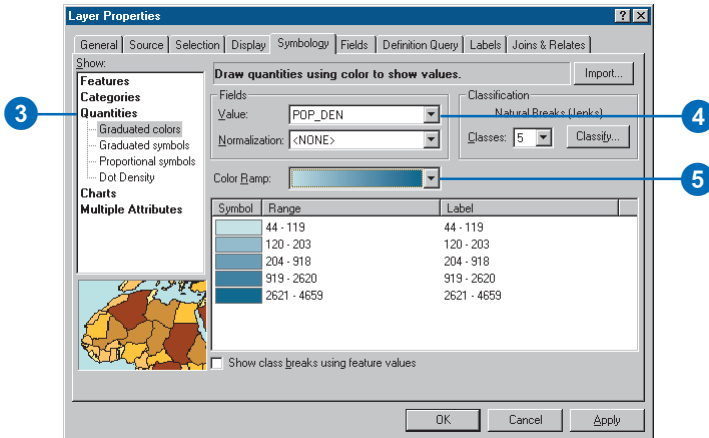 Layer Properties
General Source Selection Display Symbology Fields Definition Query Labels Joins & Relates
Show:
Features
Categories
Quantities
Graduated colors
Graduated symbols
Proportional symbols
Dot Density
Charts
Multiple Attributes
Draw quantities using color to show values.
Import...
Fields
Value: POP_DEN
Normalization: <NONE>
Classification
Natural Breaks (Jenks)
Classes: 5 Classify...
Color Ramp:
Symbol Range Label
44 - 119 44 - 119
120 - 203 120 - 203
204 - 918 204 - 918
919 - 2620 919 - 2620
2621 - 4659 2621 - 4659
Show class breaks using feature values
OK Cancel Apply
3
4
5